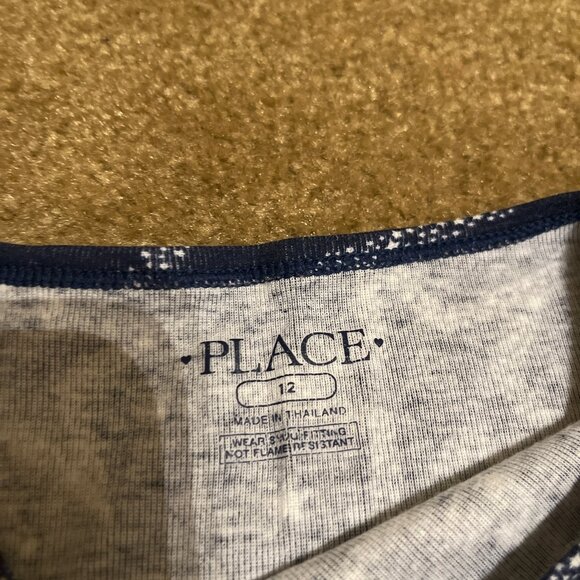 PLACE
12
MADE IN THAILAND
WEAR SNUG FITTING
NOT FLAME RESISTANT